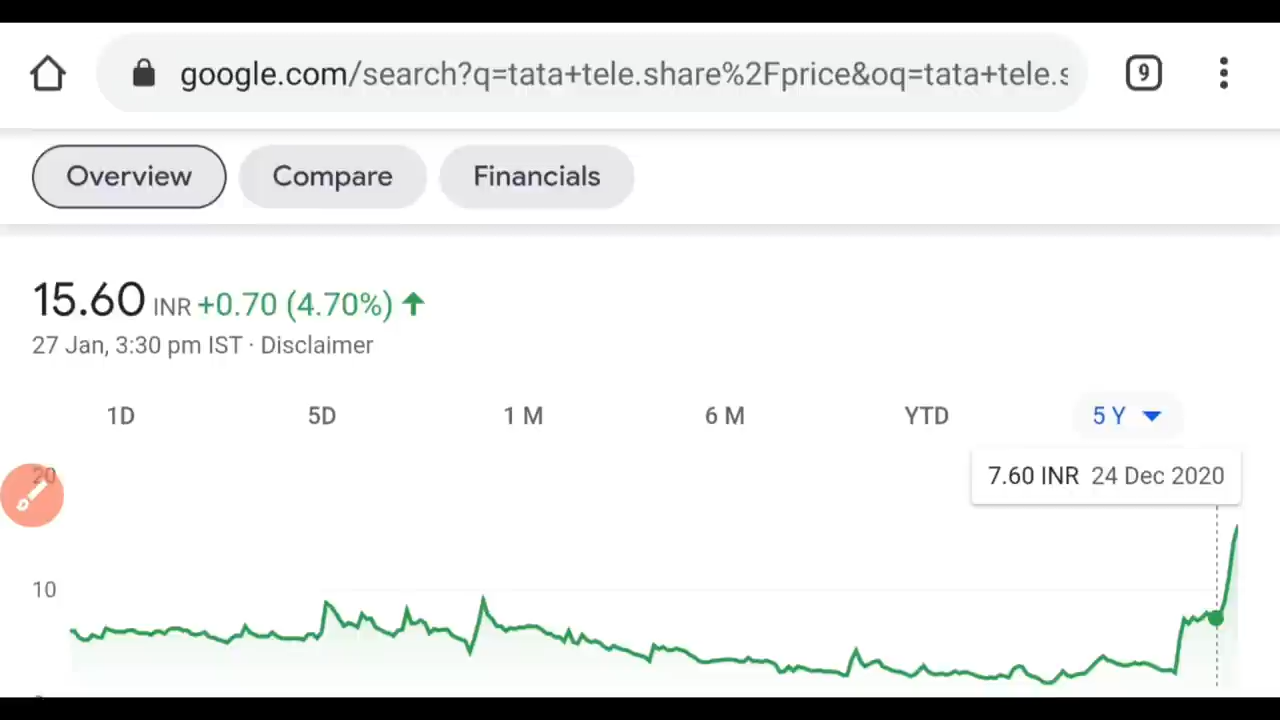 google.com/search?q=tata+tele.share%2Fprice&oq=tata+tele.s
9
Overview Compare Financials
15.60 INR +0.70 (4.70%)
27 Jan, 3:30 pm IST · Disclaimer
1D 5D 1 M 6 M YTD 5 Y
7.60 INR 24 Dec 2020
20
10